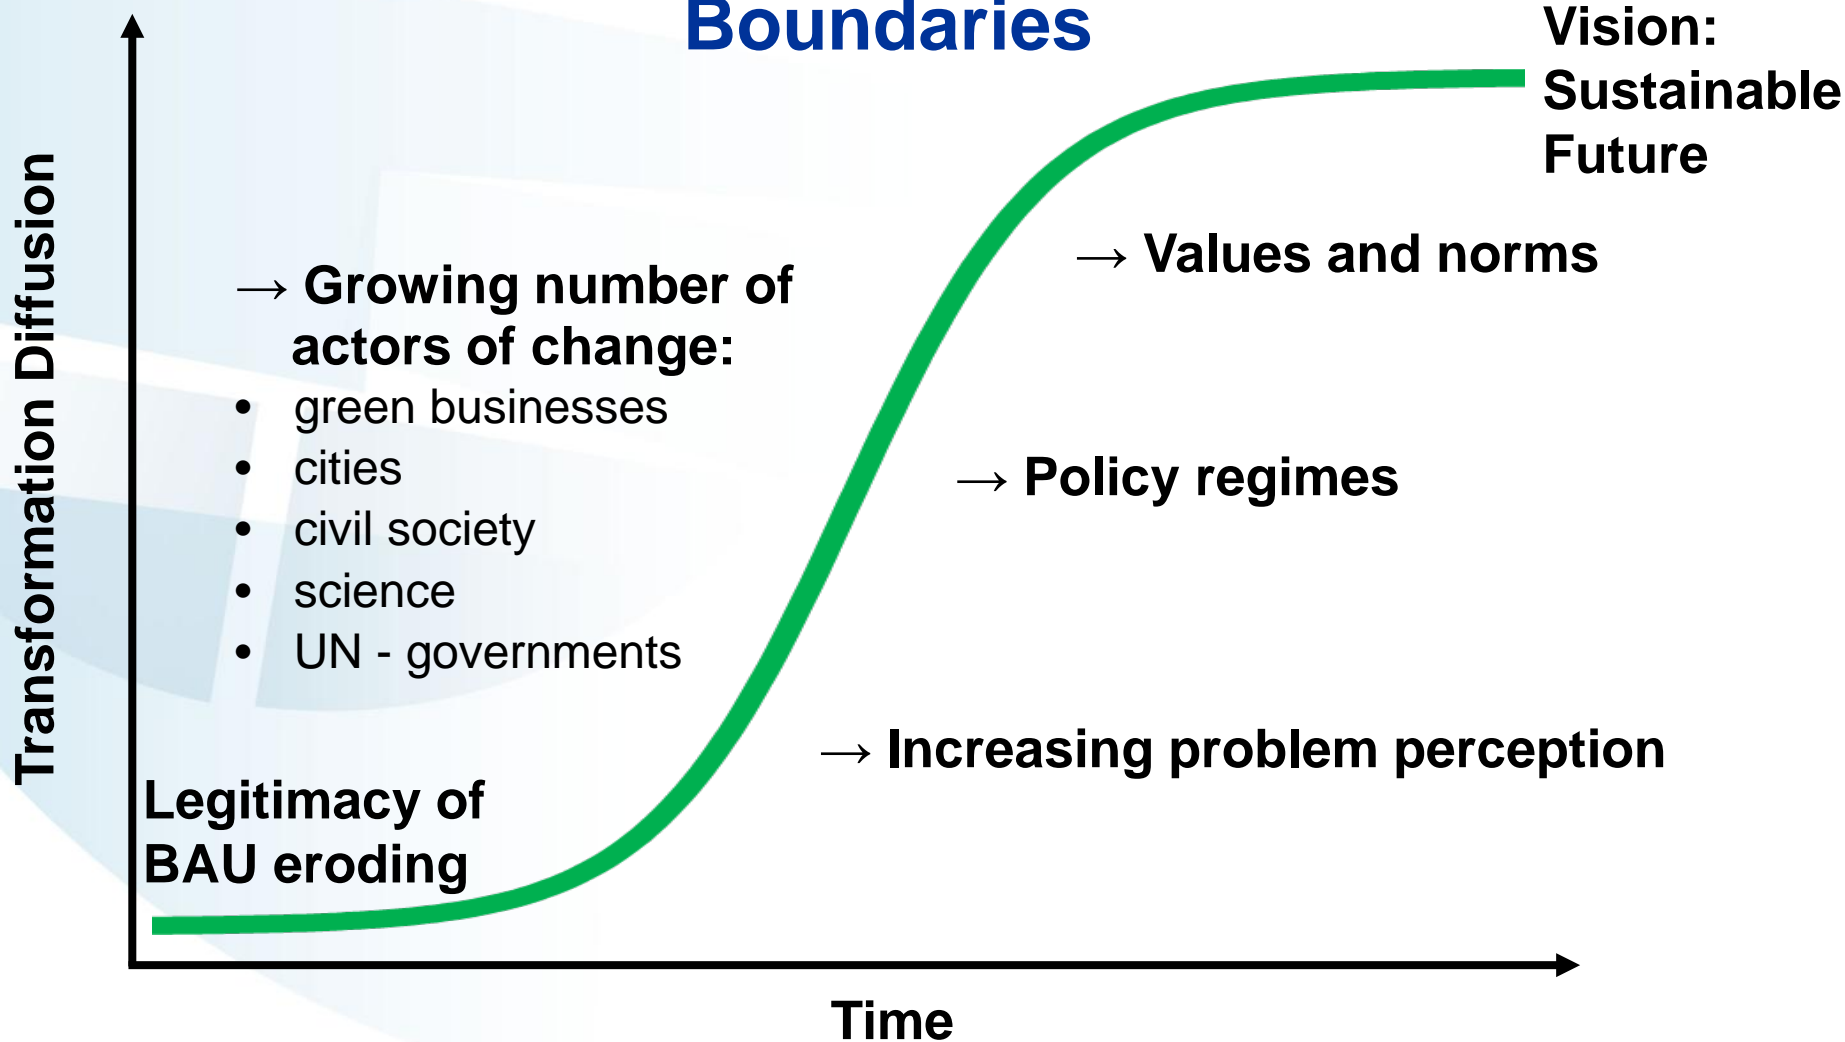 Boundaries
Vision:
Sustainable
Future
Transformation Diffusion
→ Growing number of
actors of change:
• green businesses
• cities
• civil society
• science
• UN - governments
→ Values and norms
→ Policy regimes
→ Increasing problem perception
Legitimacy of
BAU eroding
Time